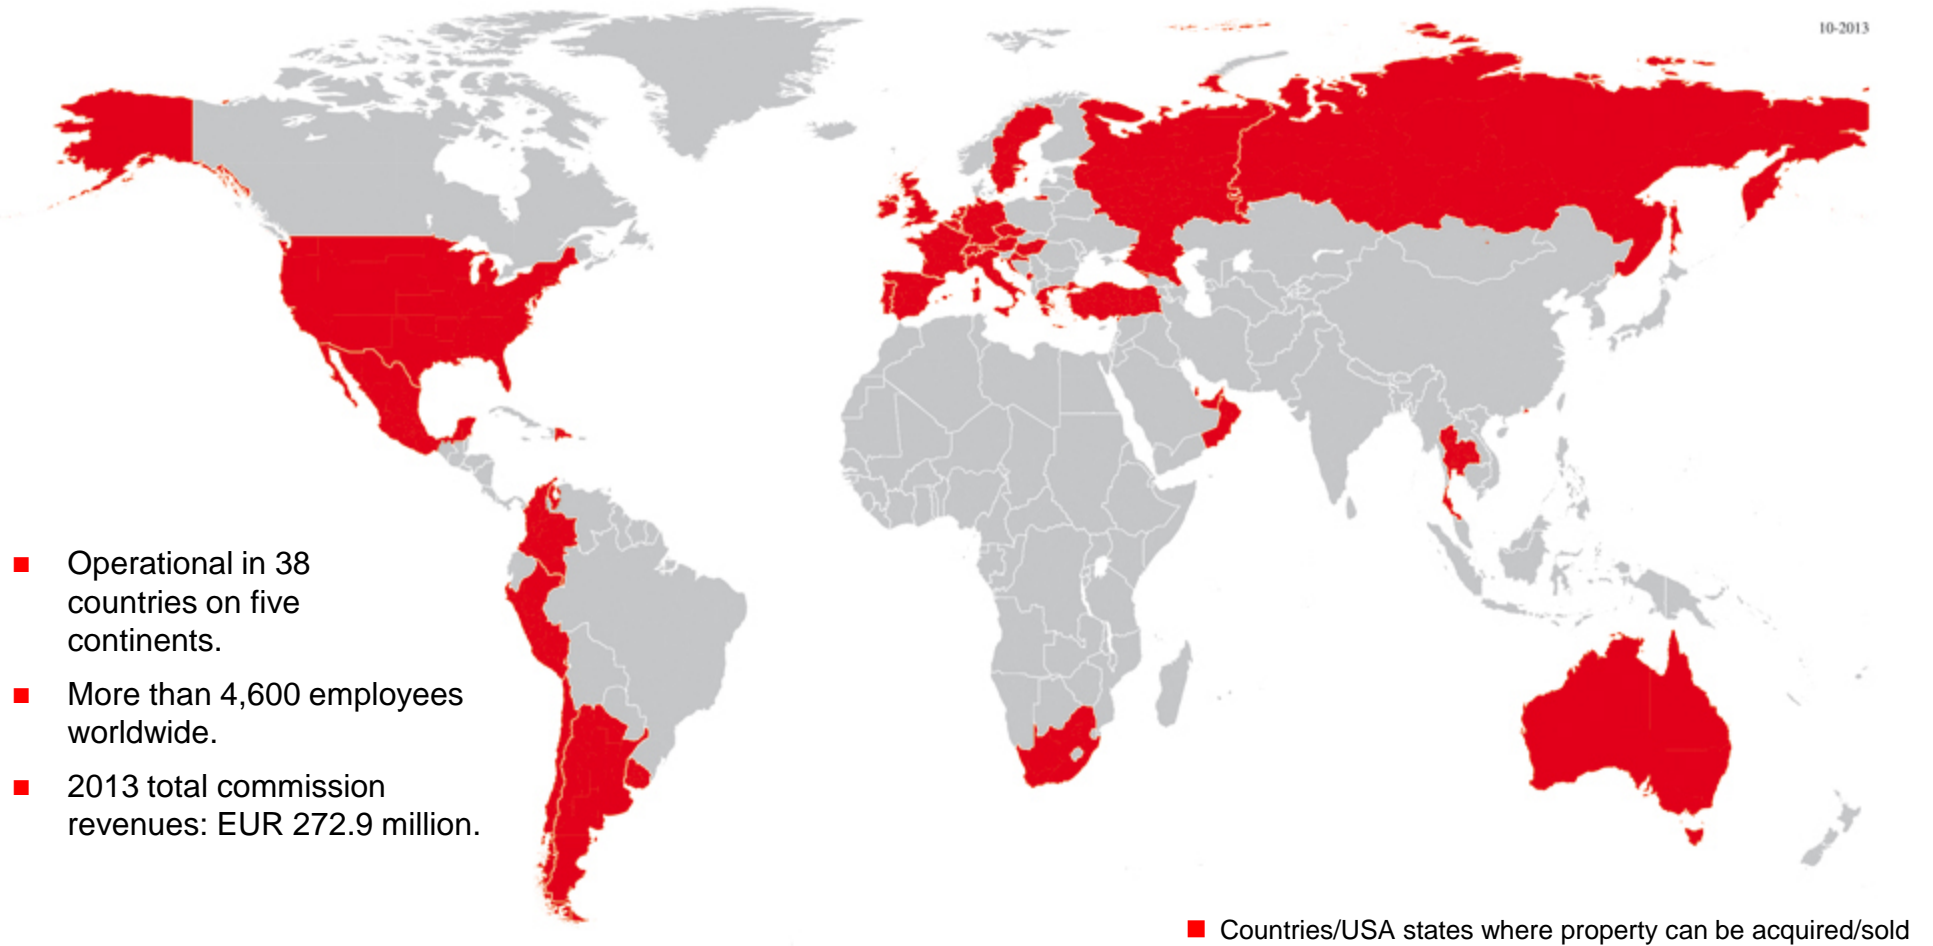 10-2013
Operational in 38
countries on five
continents.
More than 4,600 employees
worldwide.
2013 total commission
revenues: EUR 272.9 million.
Countries/USA states where property can be acquired/sold